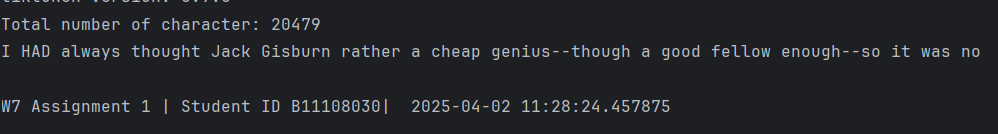 Total number of character: 20479
I HAD always thought Jack Gisburn rather a cheap genius--though a good fellow enough--so it was no
W7 Assignment 1 | Student ID B11108030|  2025-04-02 11:28:24.457875